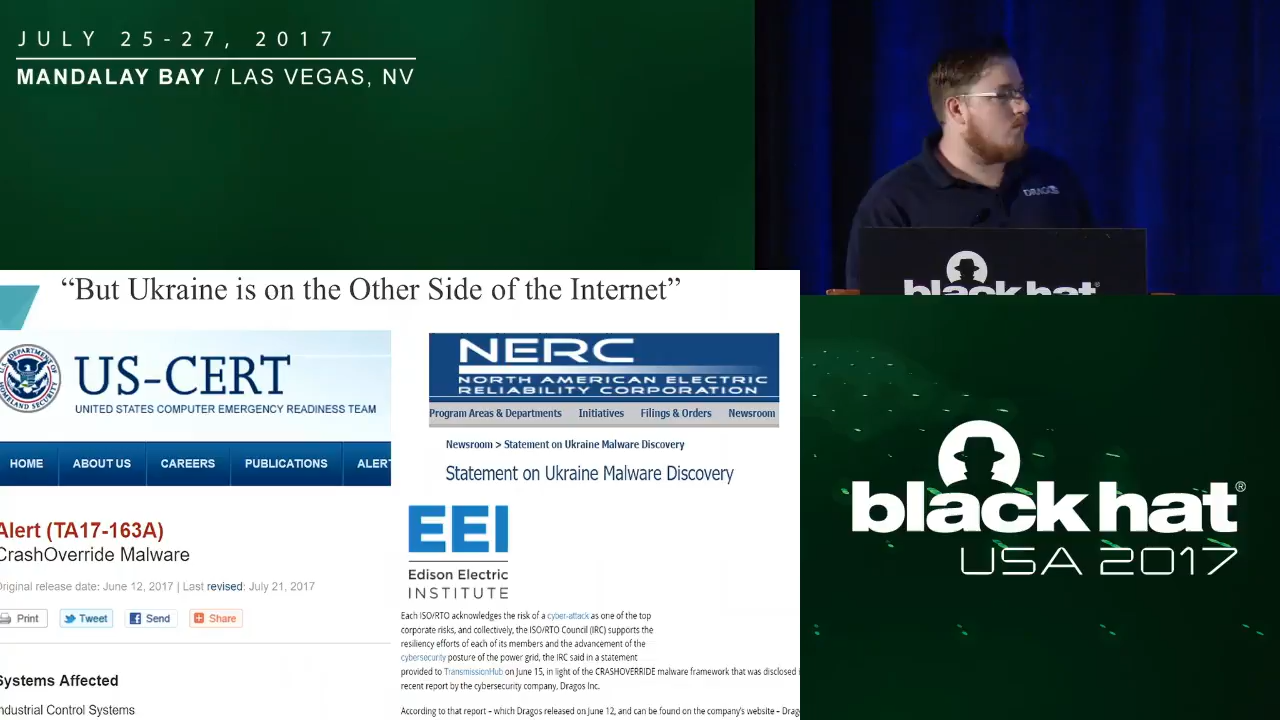 JULY 25-27, 2017
MANDALAY BAY / LAS VEGAS, NV
DRAGOS
black hat®
“But Ukraine is on the Other Side of the Internet”
US-CERT
UNITED STATES COMPUTER EMERGENCY READINESS TEAM
HOME ABOUT US CAREERS PUBLICATIONS ALERT
Alert (TA17-163A)
CrashOverride Malware
Original release date: June 12, 2017 | Last revised: July 21, 2017
Print Tweet Send Share
Systems Affected
Industrial Control Systems
NERC
NORTH AMERICAN ELECTRIC
RELIABILITY CORPORATION
Program Areas & Departments Initiatives Filings & Orders Newsroom
Newsroom > Statement on Ukraine Malware Discovery
Statement on Ukraine Malware Discovery
EEI
Edison Electric
INSTITUTE
Each ISO/RTO acknowledges the risk of a cyber-attack as one of the top
corporate risks, and collectively, the ISO/RTO Council (IRC) supports the
resiliency efforts of each of its members and the advancement of the
cybersecurity posture of the power grid, the IRC said in a statement
provided to TransmissionHub on June 15, in light of the CRASHOVERRIDE malware framework that was disclosed i
recent report by the cybersecurity company, Dragos Inc.
According to that report – which Dragos released on June 12, and can be found on the company's website – Drag
black hat®
USA 2017